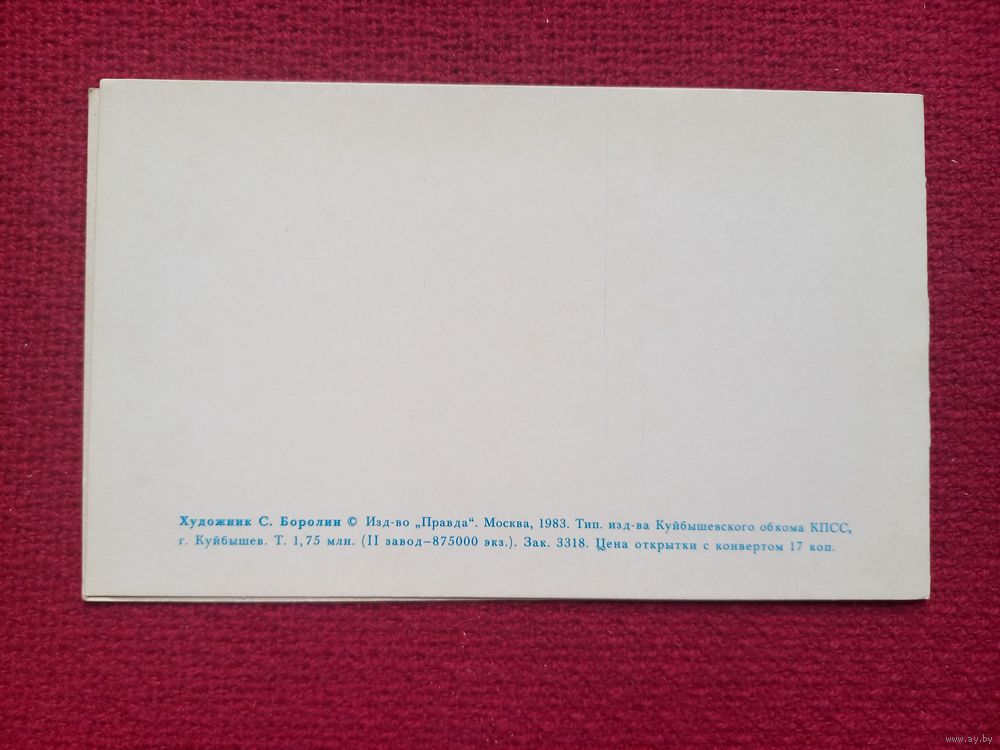 Художник С. Боролин © Изд-во „Правда“. Москва, 1983. Тип. изд-ва Куйбышевского обкома КПСС,
г. Куйбышев. Т. 1,75 млн. (II завод–875000 экз.). Зак. 3318. Цена открытки с конвертом 17 коп.
www.ay.by